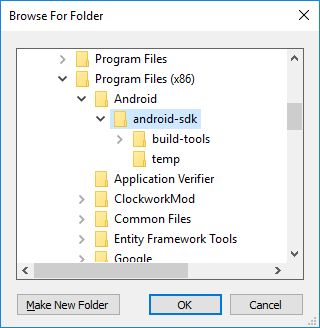 Browse For Folder
Program Files
Program Files (x86)
Android
android-sdk
build-tools
temp
Application Verifier
ClockworkMod
Common Files
Entity Framework Tools
Google
Make New Folder
OK
Cancel